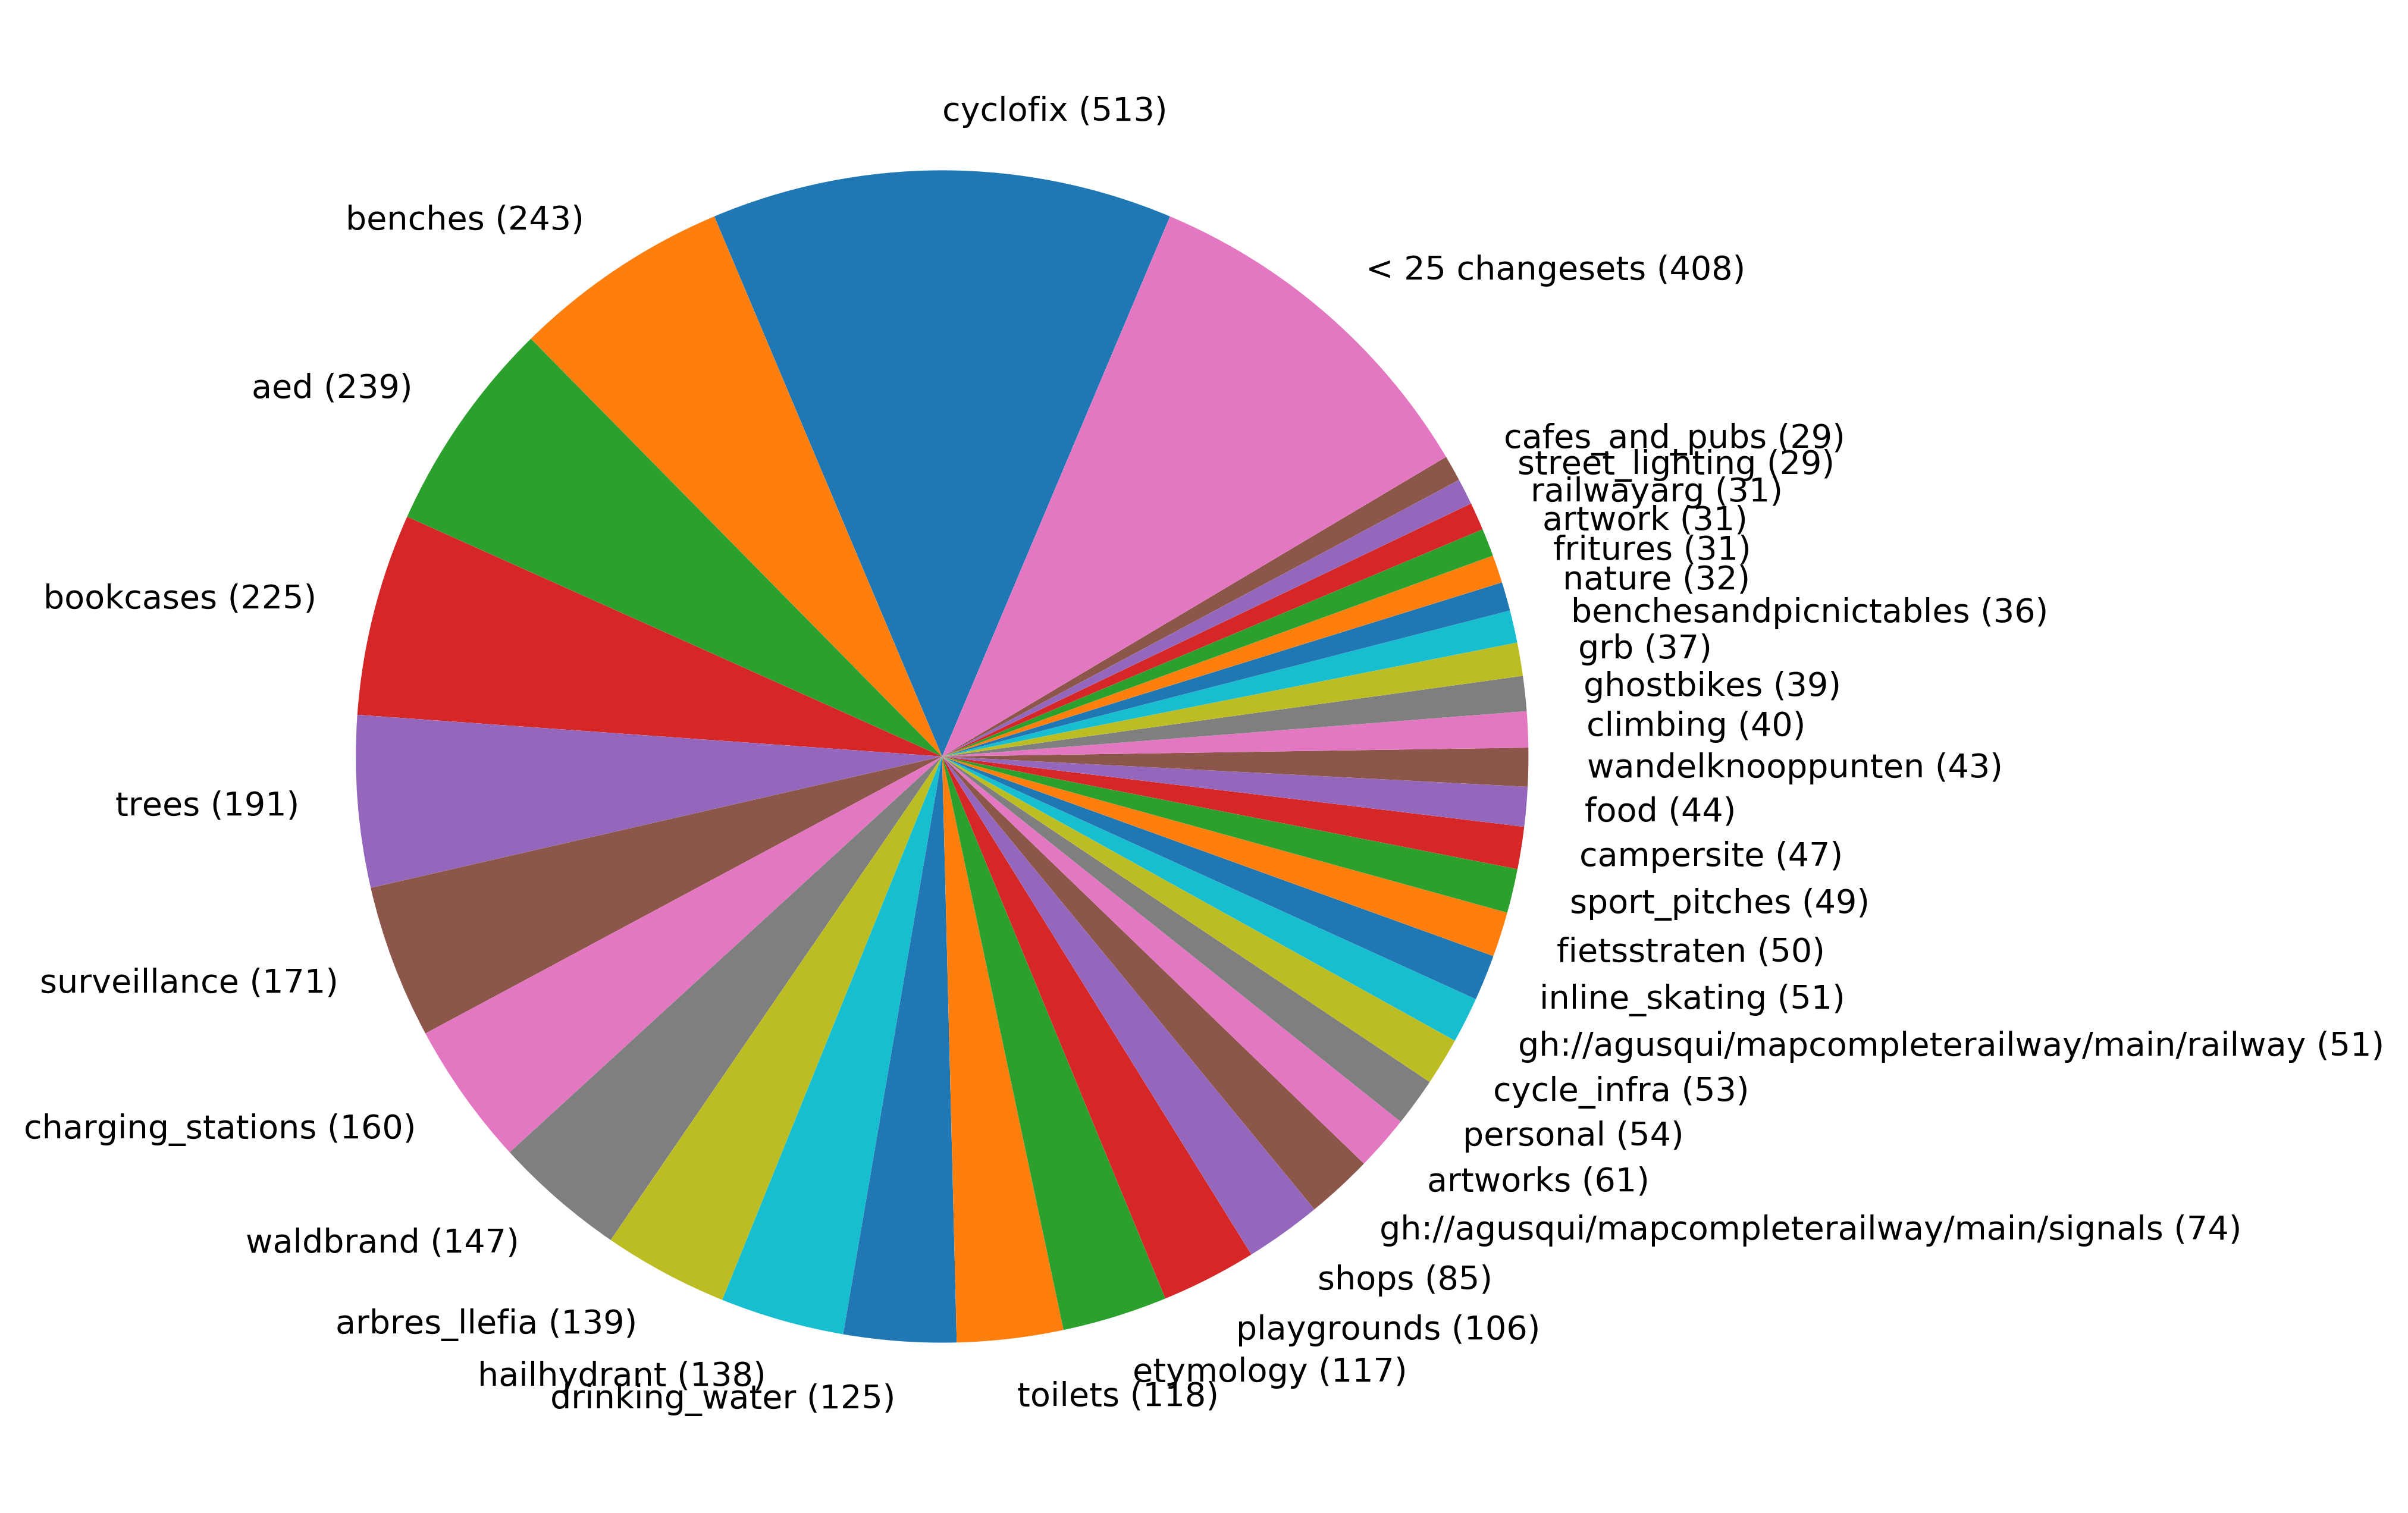 cyclofix (513)
benches (243)
aed (239)
bookcases (225)
trees (191)
surveillance (171)
charging_stations (160)
waldbrand (147)
arbres_llefia (139)
hailhydrant (138)
drinking_water (125)
toilets (118)
etymology (117)
playgrounds (106)
shops (85)
gh://agusqui/mapcompleterailway/main/signals (74)
artworks (61)
personal (54)
cycle_infra (53)
gh://agusqui/mapcompleterailway/main/railway (51)
inline_skating (51)
fietsstraten (50)
sport_pitches (49)
campersite (47)
food (44)
wandelknooppunten (43)
climbing (40)
ghostbikes (39)
grb (37)
benchesandpicnictables (36)
nature (32)
fritures (31)
artwork (31)
railwayarg (31)
street_lighting (29)
cafes_and_pubs (29)
< 25 changesets (408)